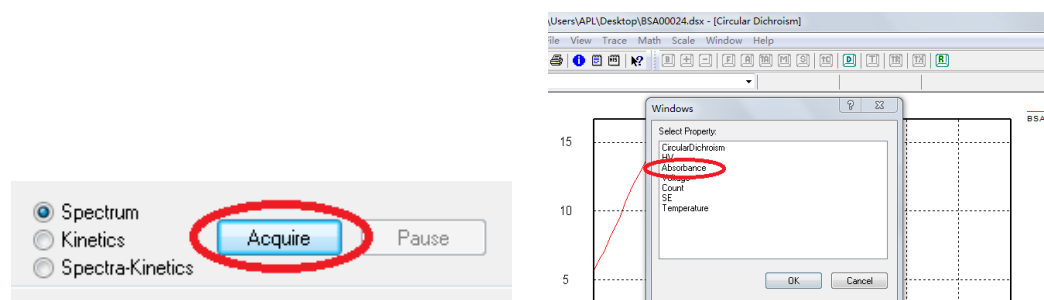 Spectrum
Kinetics
Spectra-Kinetics
Acquire
Pause
\Users\APL\Desktop\BSA00024.dsx - [Circular Dichroism]
File View Trace Math Scale Window Help
Windows
Select Property:
CircularDichroism
HV
Absorbance
Voltage
Count
SE
Temperature
OK Cancel
15
10
5
BSA